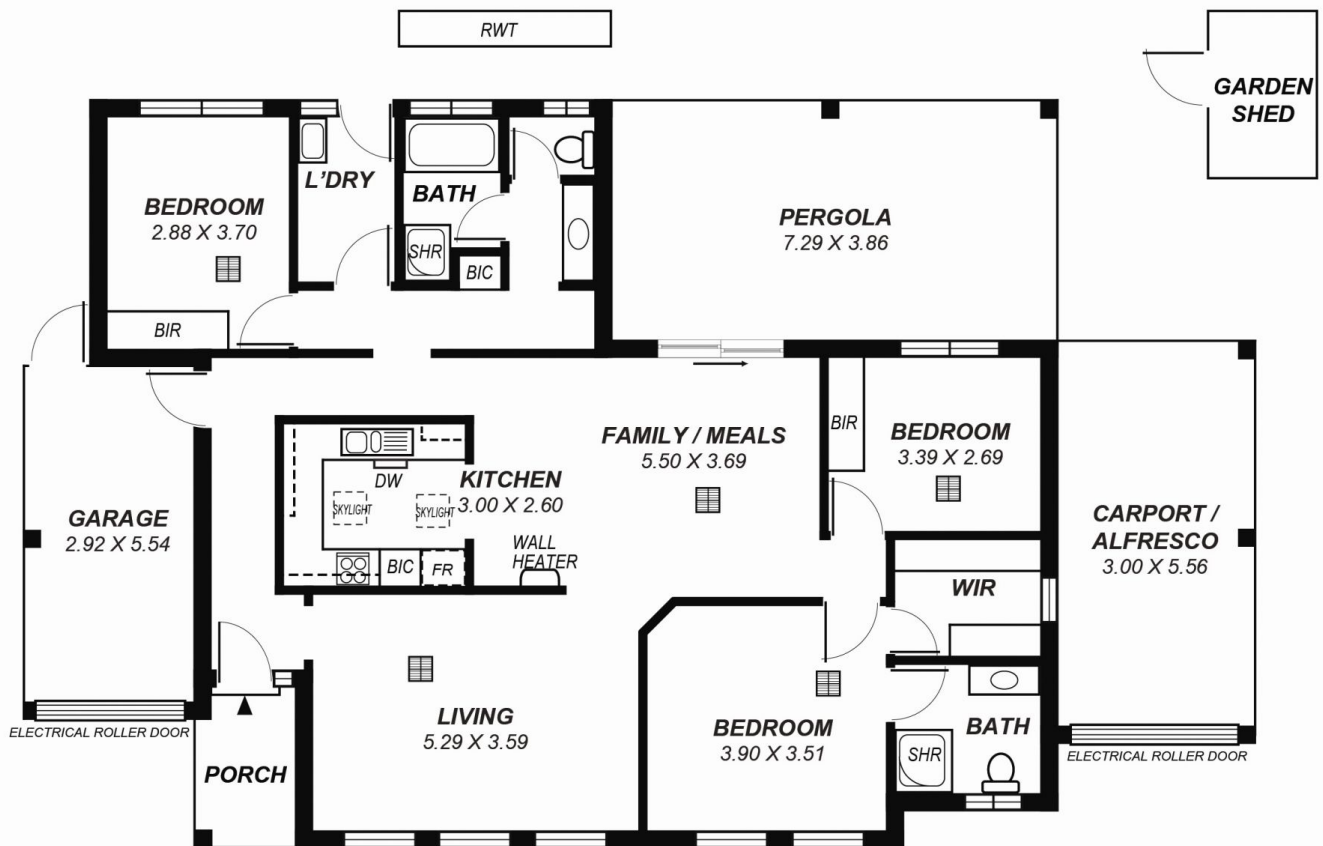 RWT
GARDEN
SHED
L'DRY
BATH
BEDROOM
2.88 X 3.70
SHR
BIC
PERGOLA
7.29 X 3.86
BIR
FAMILY / MEALS
5.50 X 3.69
BIR
BEDROOM
3.39 X 2.69
DW
KITCHEN
3.00 X 2.60
SKYLIGHT
SKYLIGHT
GARAGE
2.92 X 5.54
CARPORT /
ALFRESCO
3.00 X 5.56
WALL
HEATER
BIC
FR
WIR
LIVING
5.29 X 3.59
BEDROOM
3.90 X 3.51
BATH
SHR
ELECTRICAL ROLLER DOOR
PORCH
ELECTRICAL ROLLER DOOR